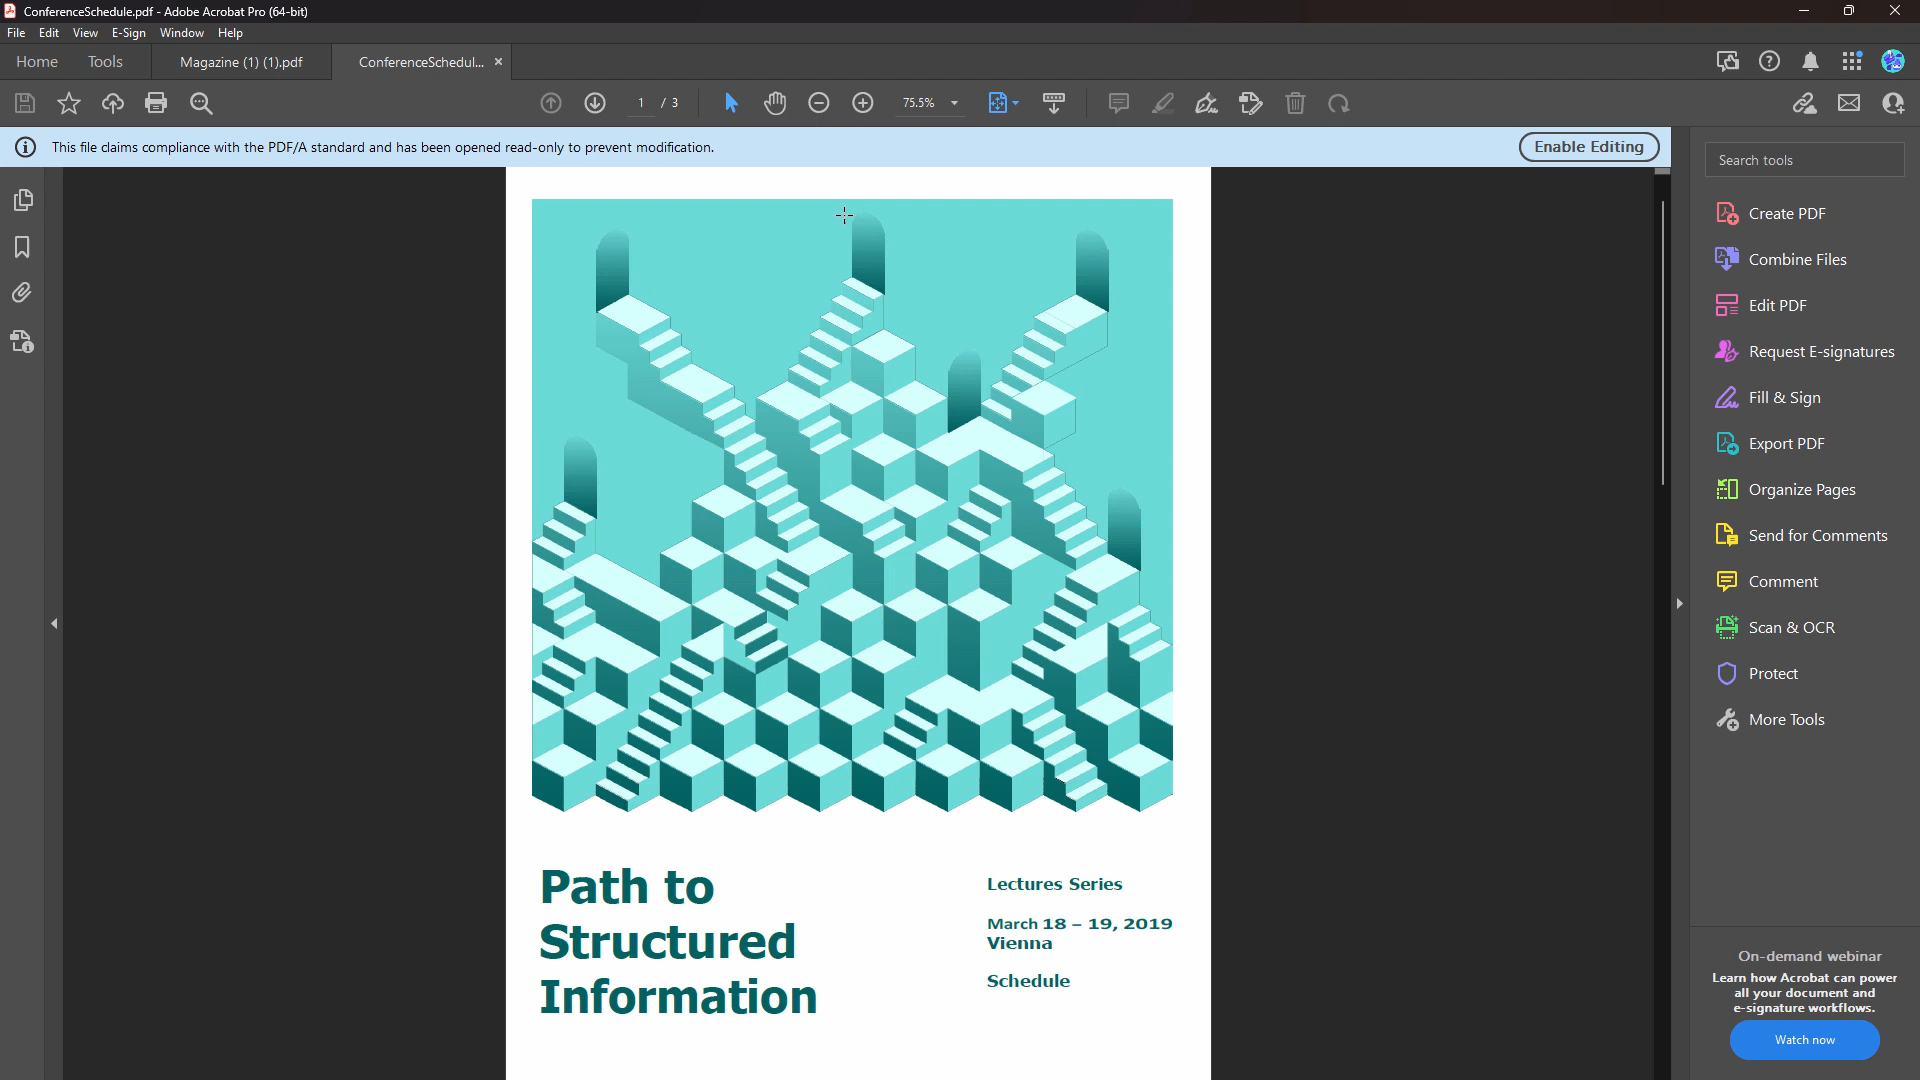 ConferenceSchedule.pdf - Adobe Acrobat Pro (64-bit)
File Edit View E-Sign Window Help
Home Tools Magazine (1) (1).pdf ConferenceSchedul...
1 / 3 75.5%
This file claims compliance with the PDF/A standard and has been opened read-only to prevent modification.
Enable Editing
Search tools
Create PDF
Combine Files
Edit PDF
Request E-signatures
Fill & Sign
Export PDF
Organize Pages
Send for Comments
Comment
Scan & OCR
Protect
More Tools
Path to
Structured
Information
Lectures Series
March 18 – 19, 2019
Vienna
Schedule
On-demand webinar
Learn how Acrobat can power
all your document and
e-signature workflows.
Watch now